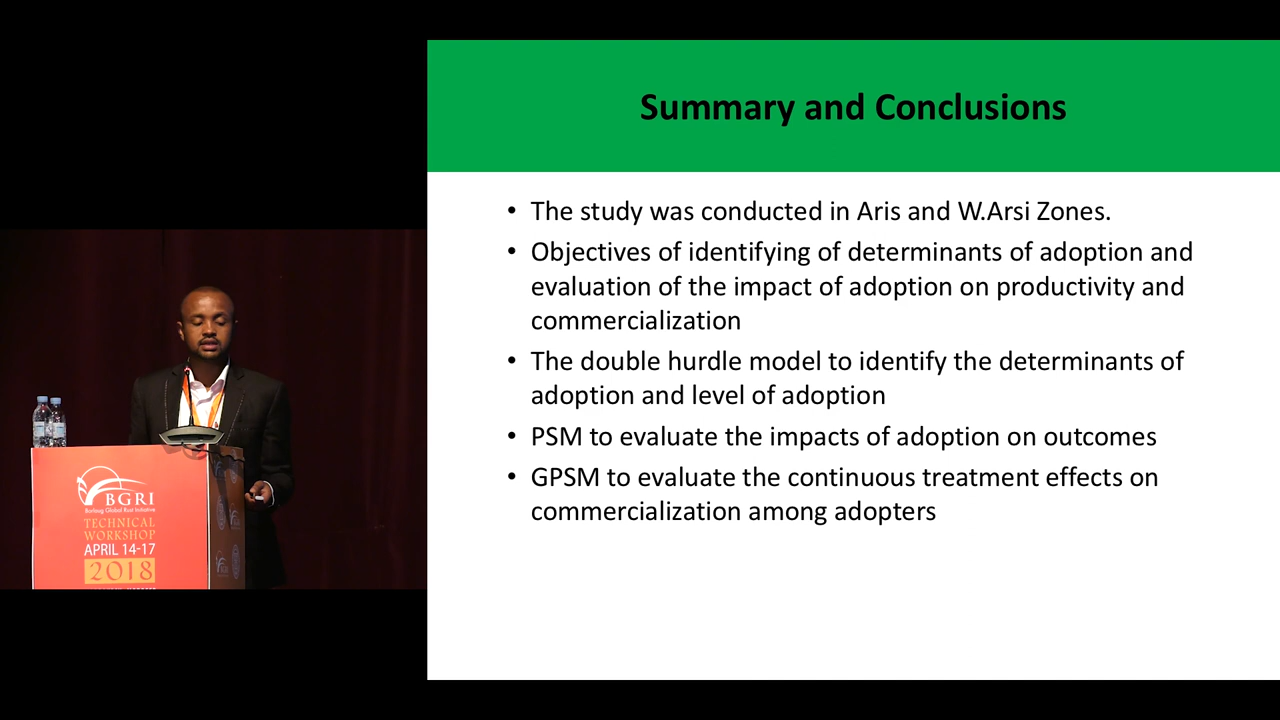 Summary and Conclusions
• The study was conducted in Aris and W.Arsi Zones.
• Objectives of identifying of determinants of adoption and
evaluation of the impact of adoption on productivity and
commercialization
• The double hurdle model to identify the determinants of
adoption and level of adoption
• PSM to evaluate the impacts of adoption on outcomes
• GPSM to evaluate the continuous treatment effects on
commercialization among adopters
BGRI
Borlaug Global Rust Initiative
TECHNICAL
WORKSHOP
APRIL 14-17
2018